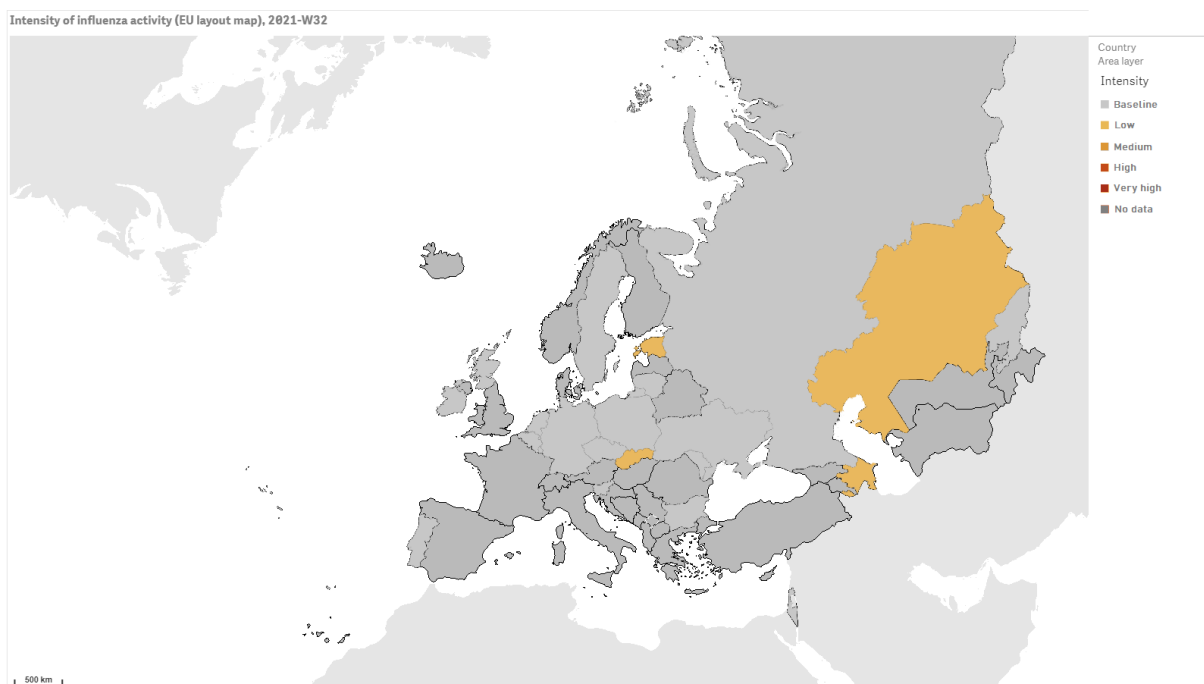 Intensity of influenza activity (EU layout map), 2021-W32
Country
Area layer
Intensity
Baseline
Low
Medium
High
Very high
No data
500 km